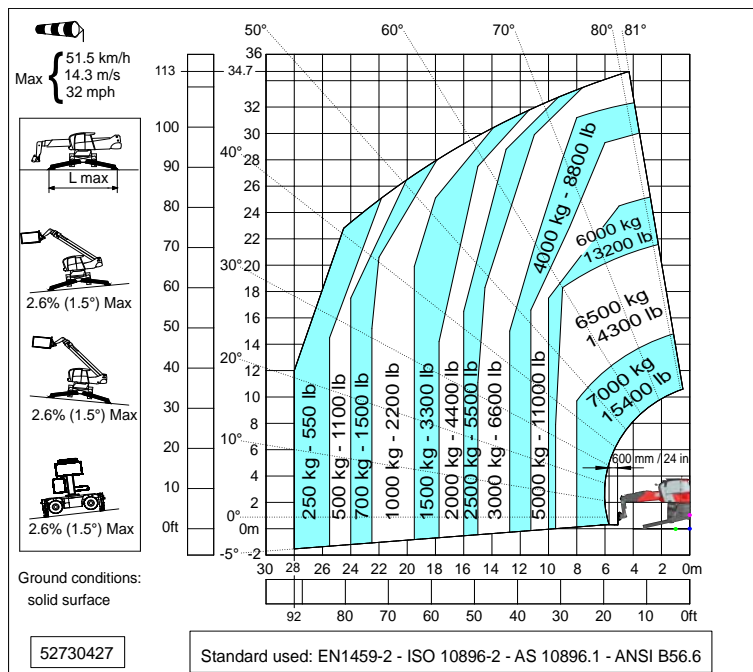 Max
51.5 km/h
14.3 m/s
32 mph
L max
2.6% (1.5°) Max
2.6% (1.5°) Max
2.6% (1.5°) Max
Ground conditions:
solid surface
52730427
50° 60° 70° 80° 81°
40°
30°
20°
10°
0°
-5°
113
100
90
80
70
60
50
40
30
20
10
0ft
36
34.7
32
30
28
26
24
22
20
18
16
14
12
10
8
6
4
2
0m
-2
250 kg - 550 lb
500 kg - 1100 lb
700 kg - 1500 lb
1000 kg - 2200 lb
1500 kg - 3300 lb
2000 kg - 4400 lb
2500 kg - 5500 lb
3000 kg - 6600 lb
5000 kg - 11000 lb
4000 kg - 8800 lb
6000 kg
13200 lb
6500 kg
14300 lb
7000 kg
15400 lb
600 mm / 24 in
30 28 26 24 22 20 18 16 14 12 10 8 6 4 2 0m
92 80 70 60 50 40 30 20 10 0ft
Standard used: EN1459-2 - ISO 10896-2 - AS 10896.1 - ANSI B56.6